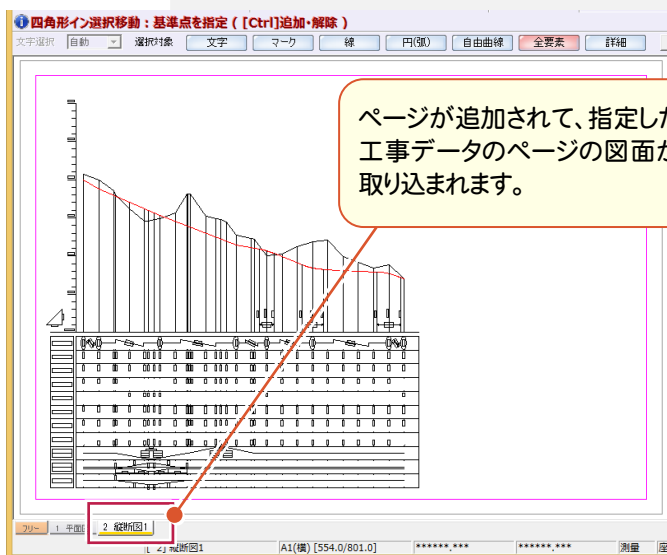 四角形イン選択移動：基準点を指定 ( [Ctrl]追加・解除 )
文字選択 自動 選択対象 文字 マーク 線 円(弧) 自由曲線 全要素 詳細
ページが追加されて、指定した
工事データのページの図面が
取り込まれます。
フリー 1 平面図 2 縦断図1
[ 2] 縦断図1 A1(横) [554.0/801.0] ******.*** ******.*** 測量